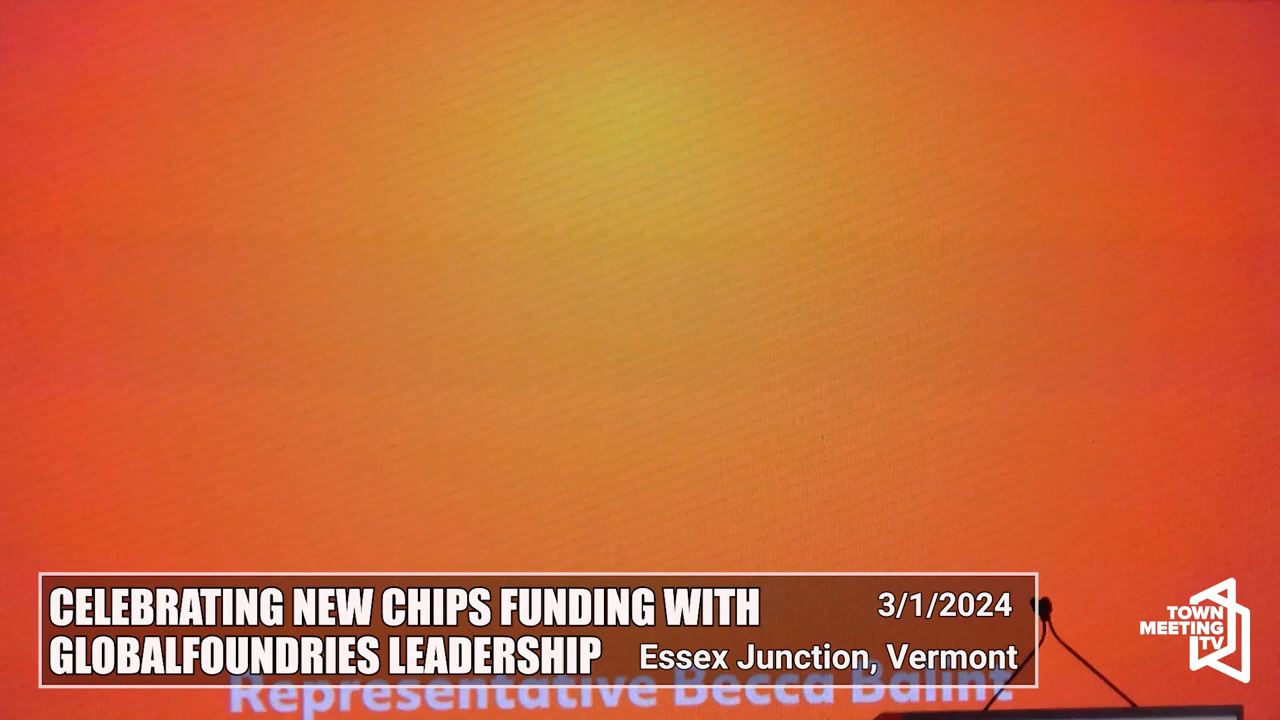 CELEBRATING NEW CHIPS FUNDING WITH
3/1/2024
GLOBALFOUNDRIES LEADERSHIP
Essex Junction, Vermont
Representative Becca Balint
TOWN
MEETING
TV